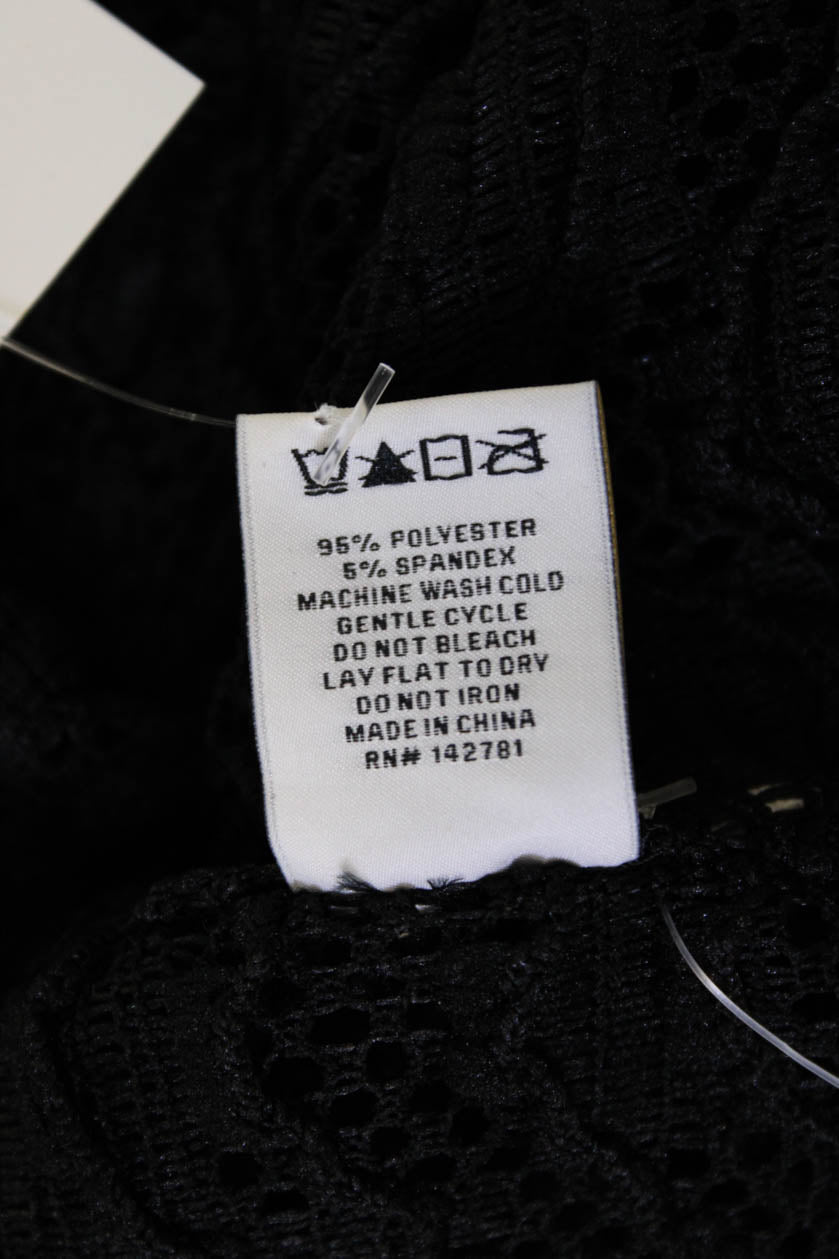 95% POLYESTER
5% SPANDEX
MACHINE WASH COLD
GENTLE CYCLE
DO NOT BLEACH
LAY FLAT TO DRY
DO NOT IRON
MADE IN CHINA
RN# 142781